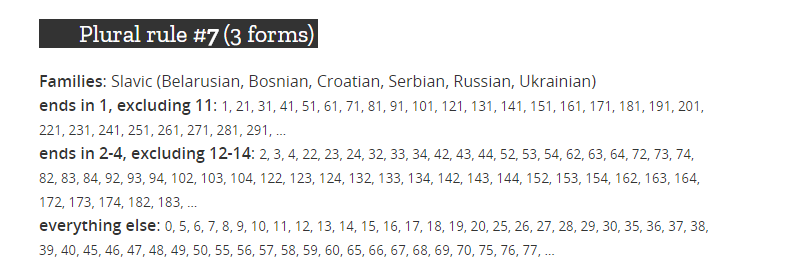 Plural rule #7 (3 forms)
Families: Slavic (Belarusian, Bosnian, Croatian, Serbian, Russian, Ukrainian)
ends in 1, excluding 11: 1, 21, 31, 41, 51, 61, 71, 81, 91, 101, 121, 131, 141, 151, 161, 171, 181, 191, 201,
221, 231, 241, 251, 261, 271, 281, 291, ...
ends in 2-4, excluding 12-14: 2, 3, 4, 22, 23, 24, 32, 33, 34, 42, 43, 44, 52, 53, 54, 62, 63, 64, 72, 73, 74,
82, 83, 84, 92, 93, 94, 102, 103, 104, 122, 123, 124, 132, 133, 134, 142, 143, 144, 152, 153, 154, 162, 163, 164,
172, 173, 174, 182, 183, ...
everything else: 0, 5, 6, 7, 8, 9, 10, 11, 12, 13, 14, 15, 16, 17, 18, 19, 20, 25, 26, 27, 28, 29, 30, 35, 36, 37, 38,
39, 40, 45, 46, 47, 48, 49, 50, 55, 56, 57, 58, 59, 60, 65, 66, 67, 68, 69, 70, 75, 76, 77, ...